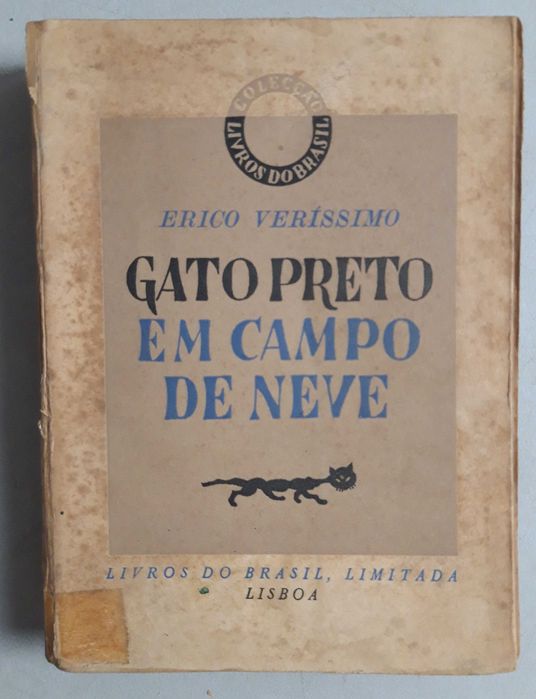 COLECÇÃO
LIVROS DO BRASIL
ERICO VERÍSSIMO
GATO PRETO
EM CAMPO
DE NEVE
LIVROS DO BRASIL, LIMITADA
LISBOA